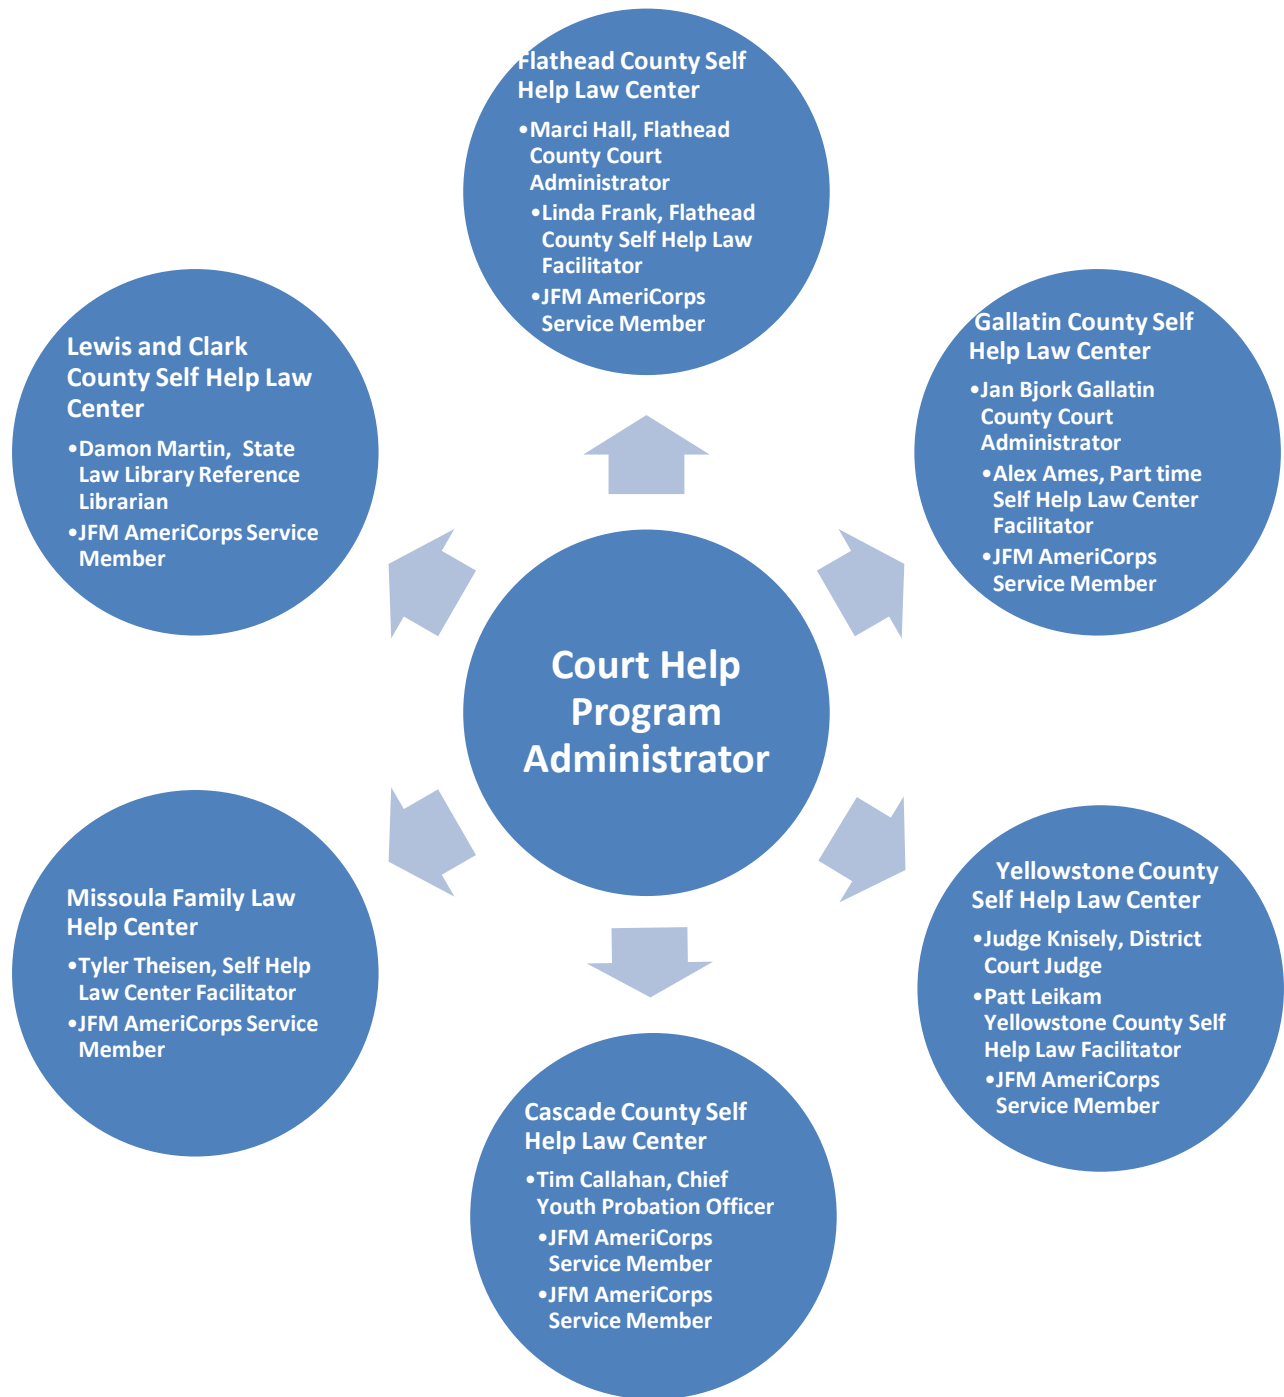 Flathead County Self
Help Law Center
•Marci Hall, Flathead
County Court
Administrator
•Linda Frank, Flathead
County Self Help Law
Facilitator
•JFM AmeriCorps
Service Member
Gallatin County Self
Help Law Center
•Jan Bjork Gallatin
County Court
Administrator
•Alex Ames, Part time
Self Help Law Center
Facilitator
•JFM AmeriCorps
Service Member
Yellowstone County
Self Help Law Center
•Judge Knisely, District
Court Judge
•Patt Leikam
Yellowstone County Self
Help Law Facilitator
•JFM AmeriCorps
Service Member
Cascade County Self
Help Law Center
•Tim Callahan, Chief
Youth Probation Officer
•JFM AmeriCorps
Service Member
•JFM AmeriCorps
Service Member
Missoula Family Law
Help Center
•Tyler Theisen, Self Help
Law Center Facilitator
•JFM AmeriCorps Service
Member
Lewis and Clark
County Self Help Law
Center
•Damon Martin, State
Law Library Reference
Librarian
•JFM AmeriCorps Service
Member
Court Help
Program
Administrator